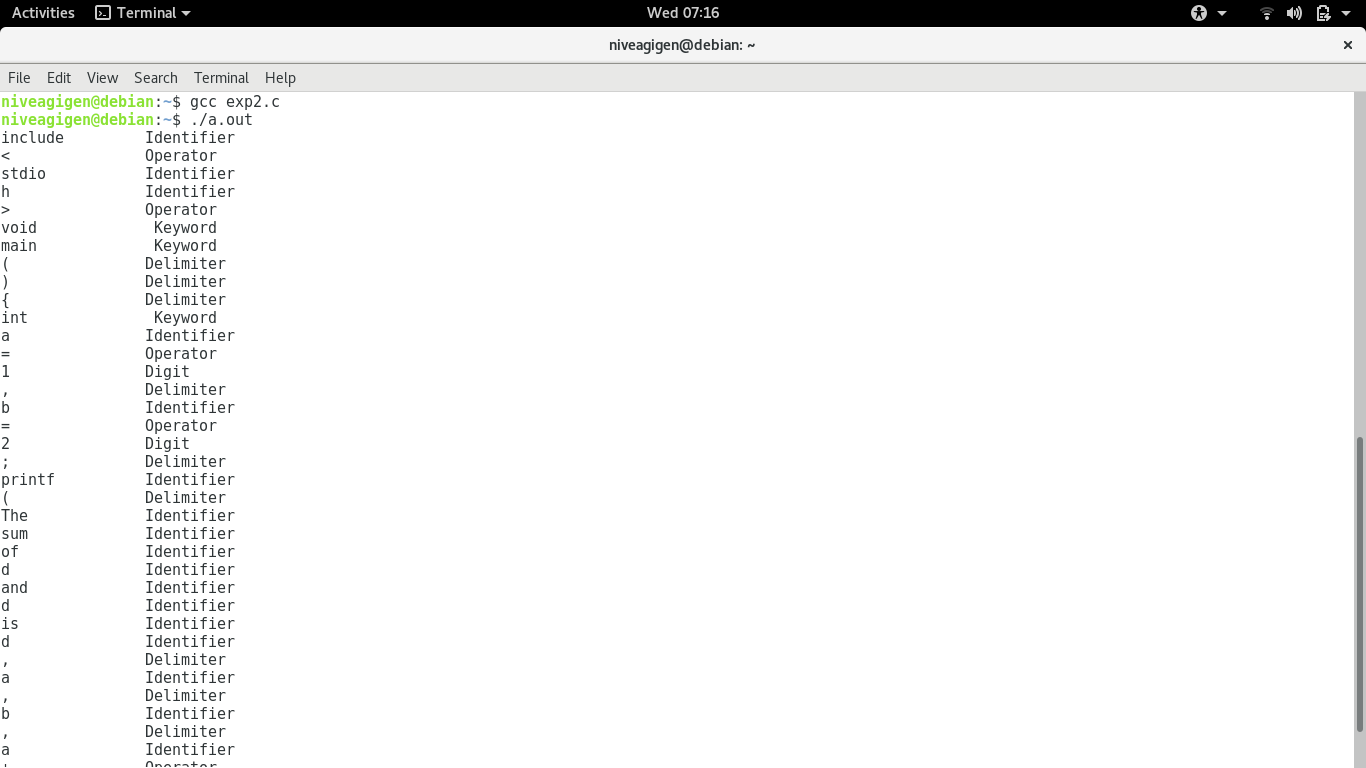 Activities Terminal Wed 07:16
niveagigen@debian: ~ ×
File Edit View Search Terminal Help
niveagigen@debian:~$ gcc exp2.c
niveagigen@debian:~$ ./a.out
include Identifier
< Operator
stdio Identifier
h Identifier
> Operator
void Keyword
main Keyword
( Delimiter
) Delimiter
{ Delimiter
int Keyword
a Identifier
= Operator
1 Digit
, Delimiter
b Identifier
= Operator
2 Digit
; Delimiter
printf Identifier
( Delimiter
The Identifier
sum Identifier
of Identifier
d Identifier
and Identifier
d Identifier
is Identifier
d Identifier
, Delimiter
a Identifier
, Delimiter
b Identifier
, Delimiter
a Identifier
Operator